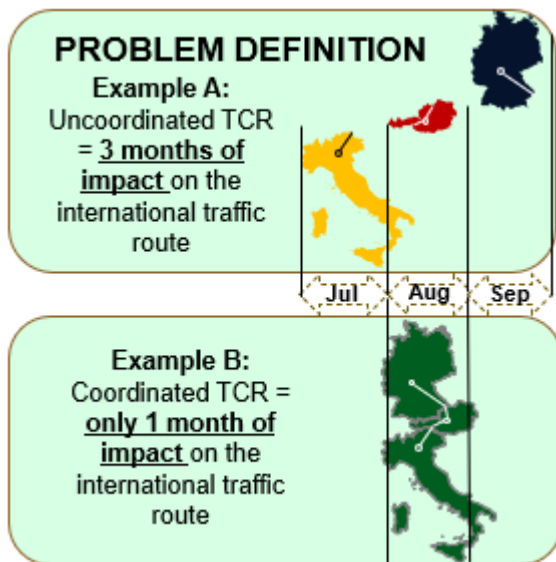 PROBLEM DEFINITION
Example A:
Uncoordinated TCR
= 3 months of
impact on the
international traffic
route
Jul Aug Sep
Example B:
Coordinated TCR =
only 1 month of
impact on the
international traffic
route